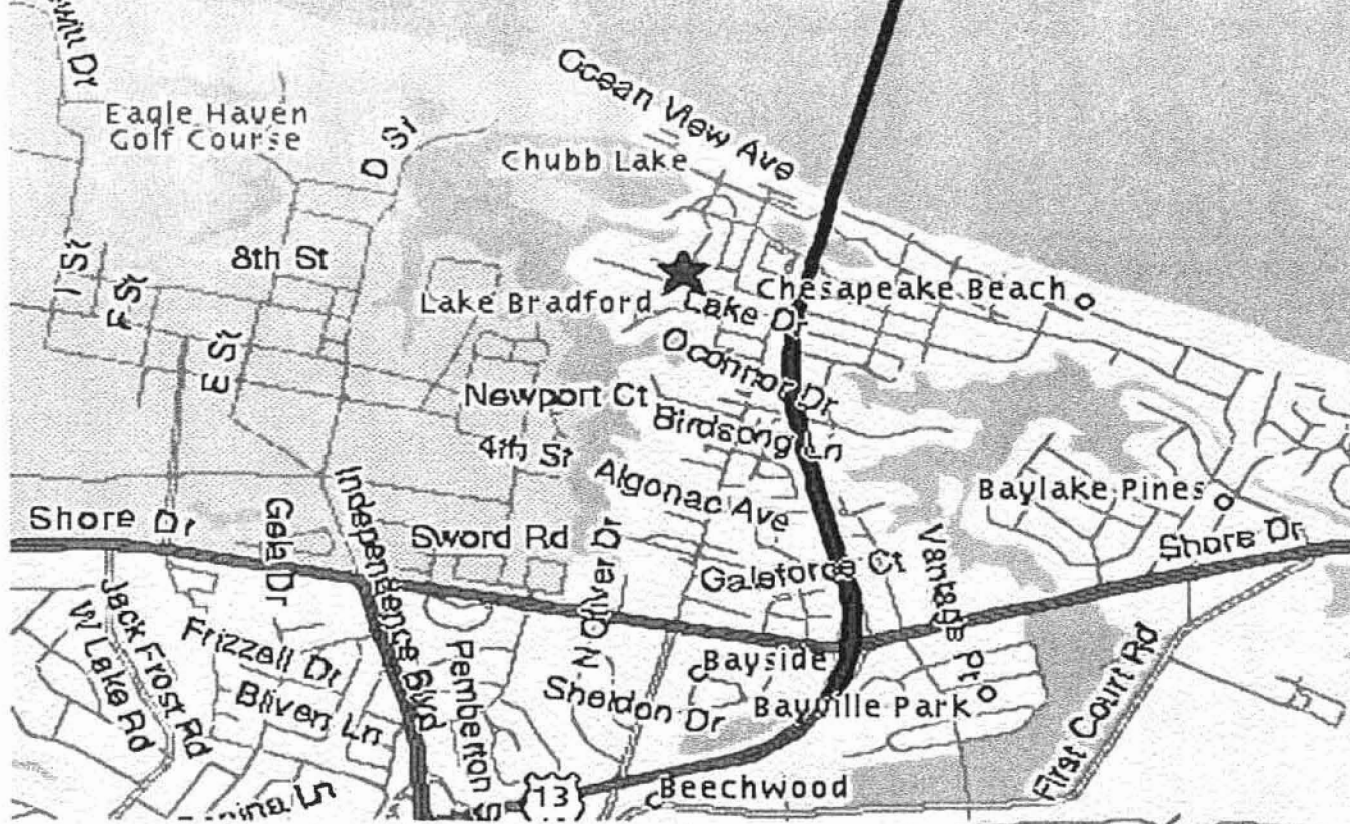 Ocean View Ave
Eagle Haven
Golf Course
D St
Chubb Lake
I St
8th St
F St
Lake Bradford
Chesapeake Beach
Lake Dr
E St
Oconnor Dr
Newport Ct
Birdsong Ln
4th St
Algonac Ave
Baylake Pines
Shore Dr
Gela Dr
Independence Blvd
Sword Rd
N Oliver Dr
Galeforce Ct
Vantage Pt
Shore Dr
Jack Frost Rd
W Lake Rd
Frizzell Dr
Bliven Ln
Pemberton S
Sheldon Dr
Bayside
Bayville Park
First Court Rd
13
Beechwood
Ln